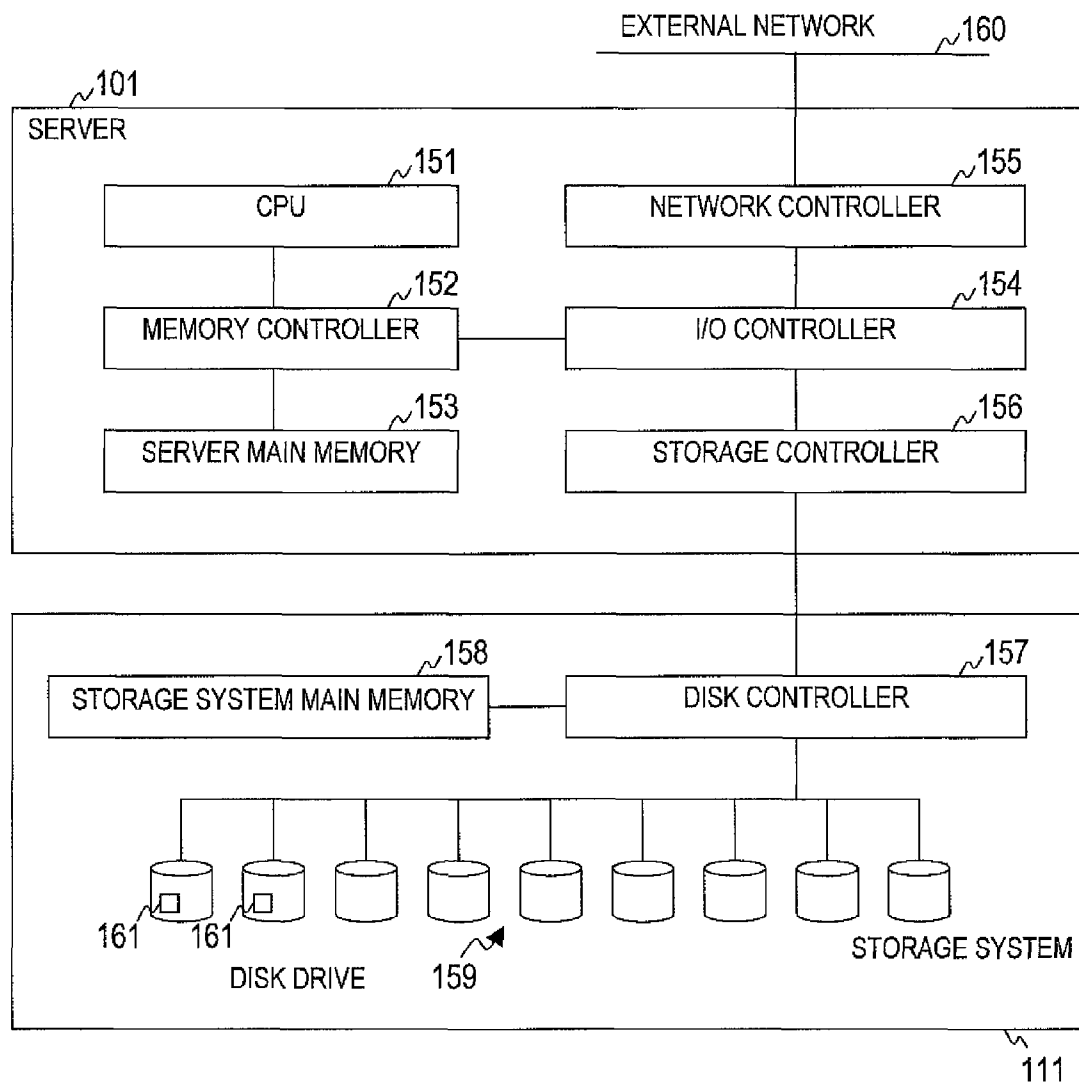 EXTERNAL NETWORK
160
101
SERVER
151
155
CPU
NETWORK CONTROLLER
152
154
MEMORY CONTROLLER
I/O CONTROLLER
153
156
SERVER MAIN MEMORY
STORAGE CONTROLLER
158
157
STORAGE SYSTEM MAIN MEMORY
DISK CONTROLLER
161
161
159
DISK DRIVE
STORAGE SYSTEM
111